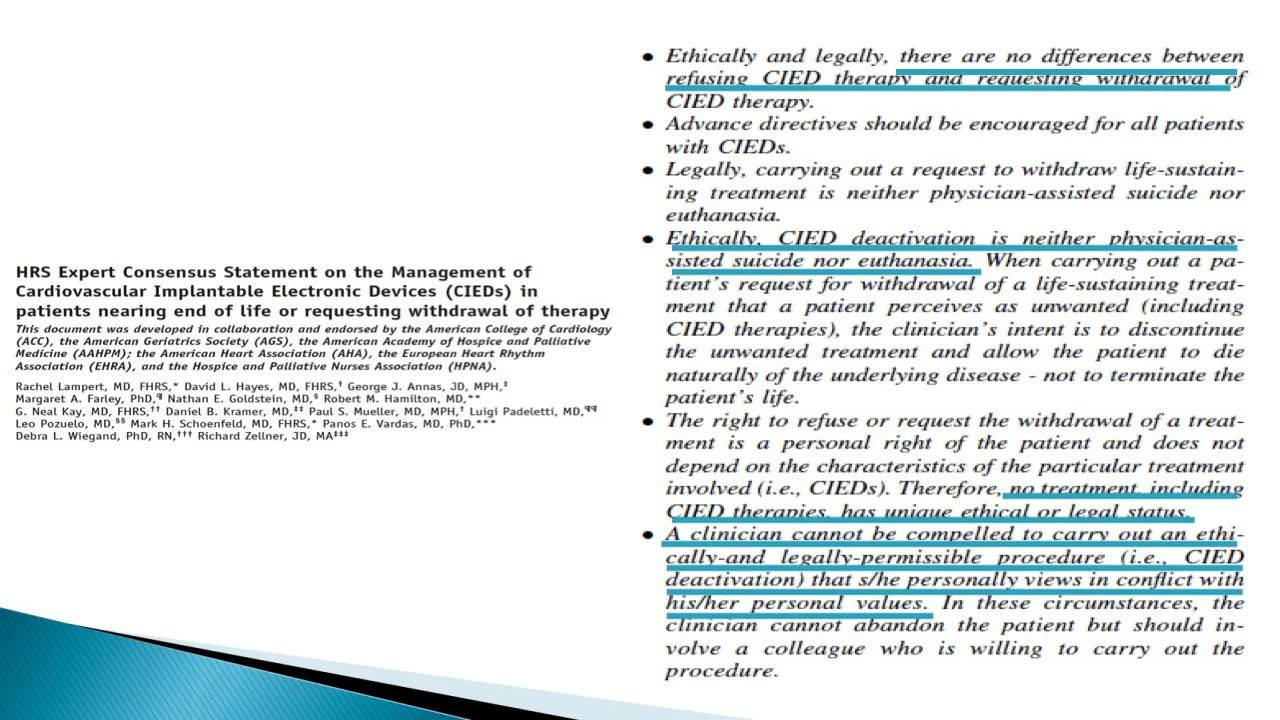 HRS Expert Consensus Statement on the Management of
Cardiovascular Implantable Electronic Devices (CIEDs) in
patients nearing end of life or requesting withdrawal of therapy
This document was developed in collaboration and endorsed by the American College of Cardiology
(ACC), the American Geriatrics Society (AGS), the American Academy of Hospice and Palliative
Medicine (AAHPM); the American Heart Association (AHA), the European Heart Rhythm
Association (EHRA), and the Hospice and Palliative Nurses Association (HPNA).
Rachel Lampert, MD, FHRS,* David L. Hayes, MD, FHRS,† George J. Annas, JD, MPH,‡
Margaret A. Farley, PhD,¶ Nathan E. Goldstein, MD,§ Robert M. Hamilton, MD,**
G. Neal Kay, MD, FHRS,†† Daniel B. Kramer, MD,‡‡ Paul S. Mueller, MD, MPH,† Luigi Padeletti, MD,¶¶
Leo Pozuelo, MD,§§ Mark H. Schoenfeld, MD, FHRS,* Panos E. Vardas, MD, PhD,***
Debra L. Wiegand, PhD, RN,††† Richard Zellner, JD, MA‡‡‡
• Ethically and legally, there are no differences between
refusing CIED therapy and requesting withdrawal of
CIED therapy.
• Advance directives should be encouraged for all patients
with CIEDs.
• Legally, carrying out a request to withdraw life-sustain-
ing treatment is neither physician-assisted suicide nor
euthanasia.
• Ethically, CIED deactivation is neither physician-as-
sisted suicide nor euthanasia. When carrying out a pa-
tient's request for withdrawal of a life-sustaining treat-
ment that a patient perceives as unwanted (including
CIED therapies), the clinician's intent is to discontinue
the unwanted treatment and allow the patient to die
naturally of the underlying disease - not to terminate the
patient's life.
• The right to refuse or request the withdrawal of a treat-
ment is a personal right of the patient and does not
depend on the characteristics of the particular treatment
involved (i.e., CIEDs). Therefore, no treatment, including
CIED therapies, has unique ethical or legal status.
• A clinician cannot be compelled to carry out an ethi-
cally-and legally-permissible procedure (i.e., CIED
deactivation) that s/he personally views in conflict with
his/her personal values. In these circumstances, the
clinician cannot abandon the patient but should in-
volve a colleague who is willing to carry out the
procedure.